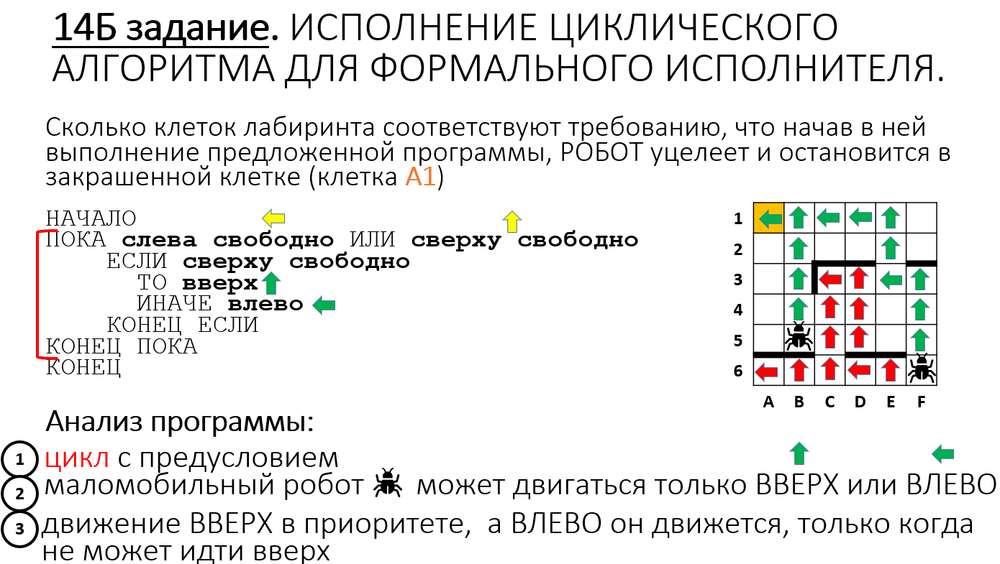 14Б задание. ИСПОЛНЕНИЕ ЦИКЛИЧЕСКОГО
АЛГОРИТМА ДЛЯ ФОРМАЛЬНОГО ИСПОЛНИТЕЛЯ.
Сколько клеток лабиринта соответствуют требованию, что начав в ней
выполнение предложенной программы, РОБОТ уцелеет и остановится в
закрашенной клетке (клетка А1)
НАЧАЛО
ПОКА слева свободно ИЛИ сверху свободно
ЕСЛИ сверху свободно
ТО вверх
ИНАЧЕ влево
КОНЕЦ ЕСЛИ
КОНЕЦ ПОКА
КОНЕЦ
1
2
3
4
5
6
A B C D E F
Анализ программы:
1 цикл с предусловием
2 маломобильный робот может двигаться только ВВЕРХ или ВЛЕВО
3 движение ВВЕРХ в приоритете, а ВЛЕВО он движется, только когда
не может идти вверх